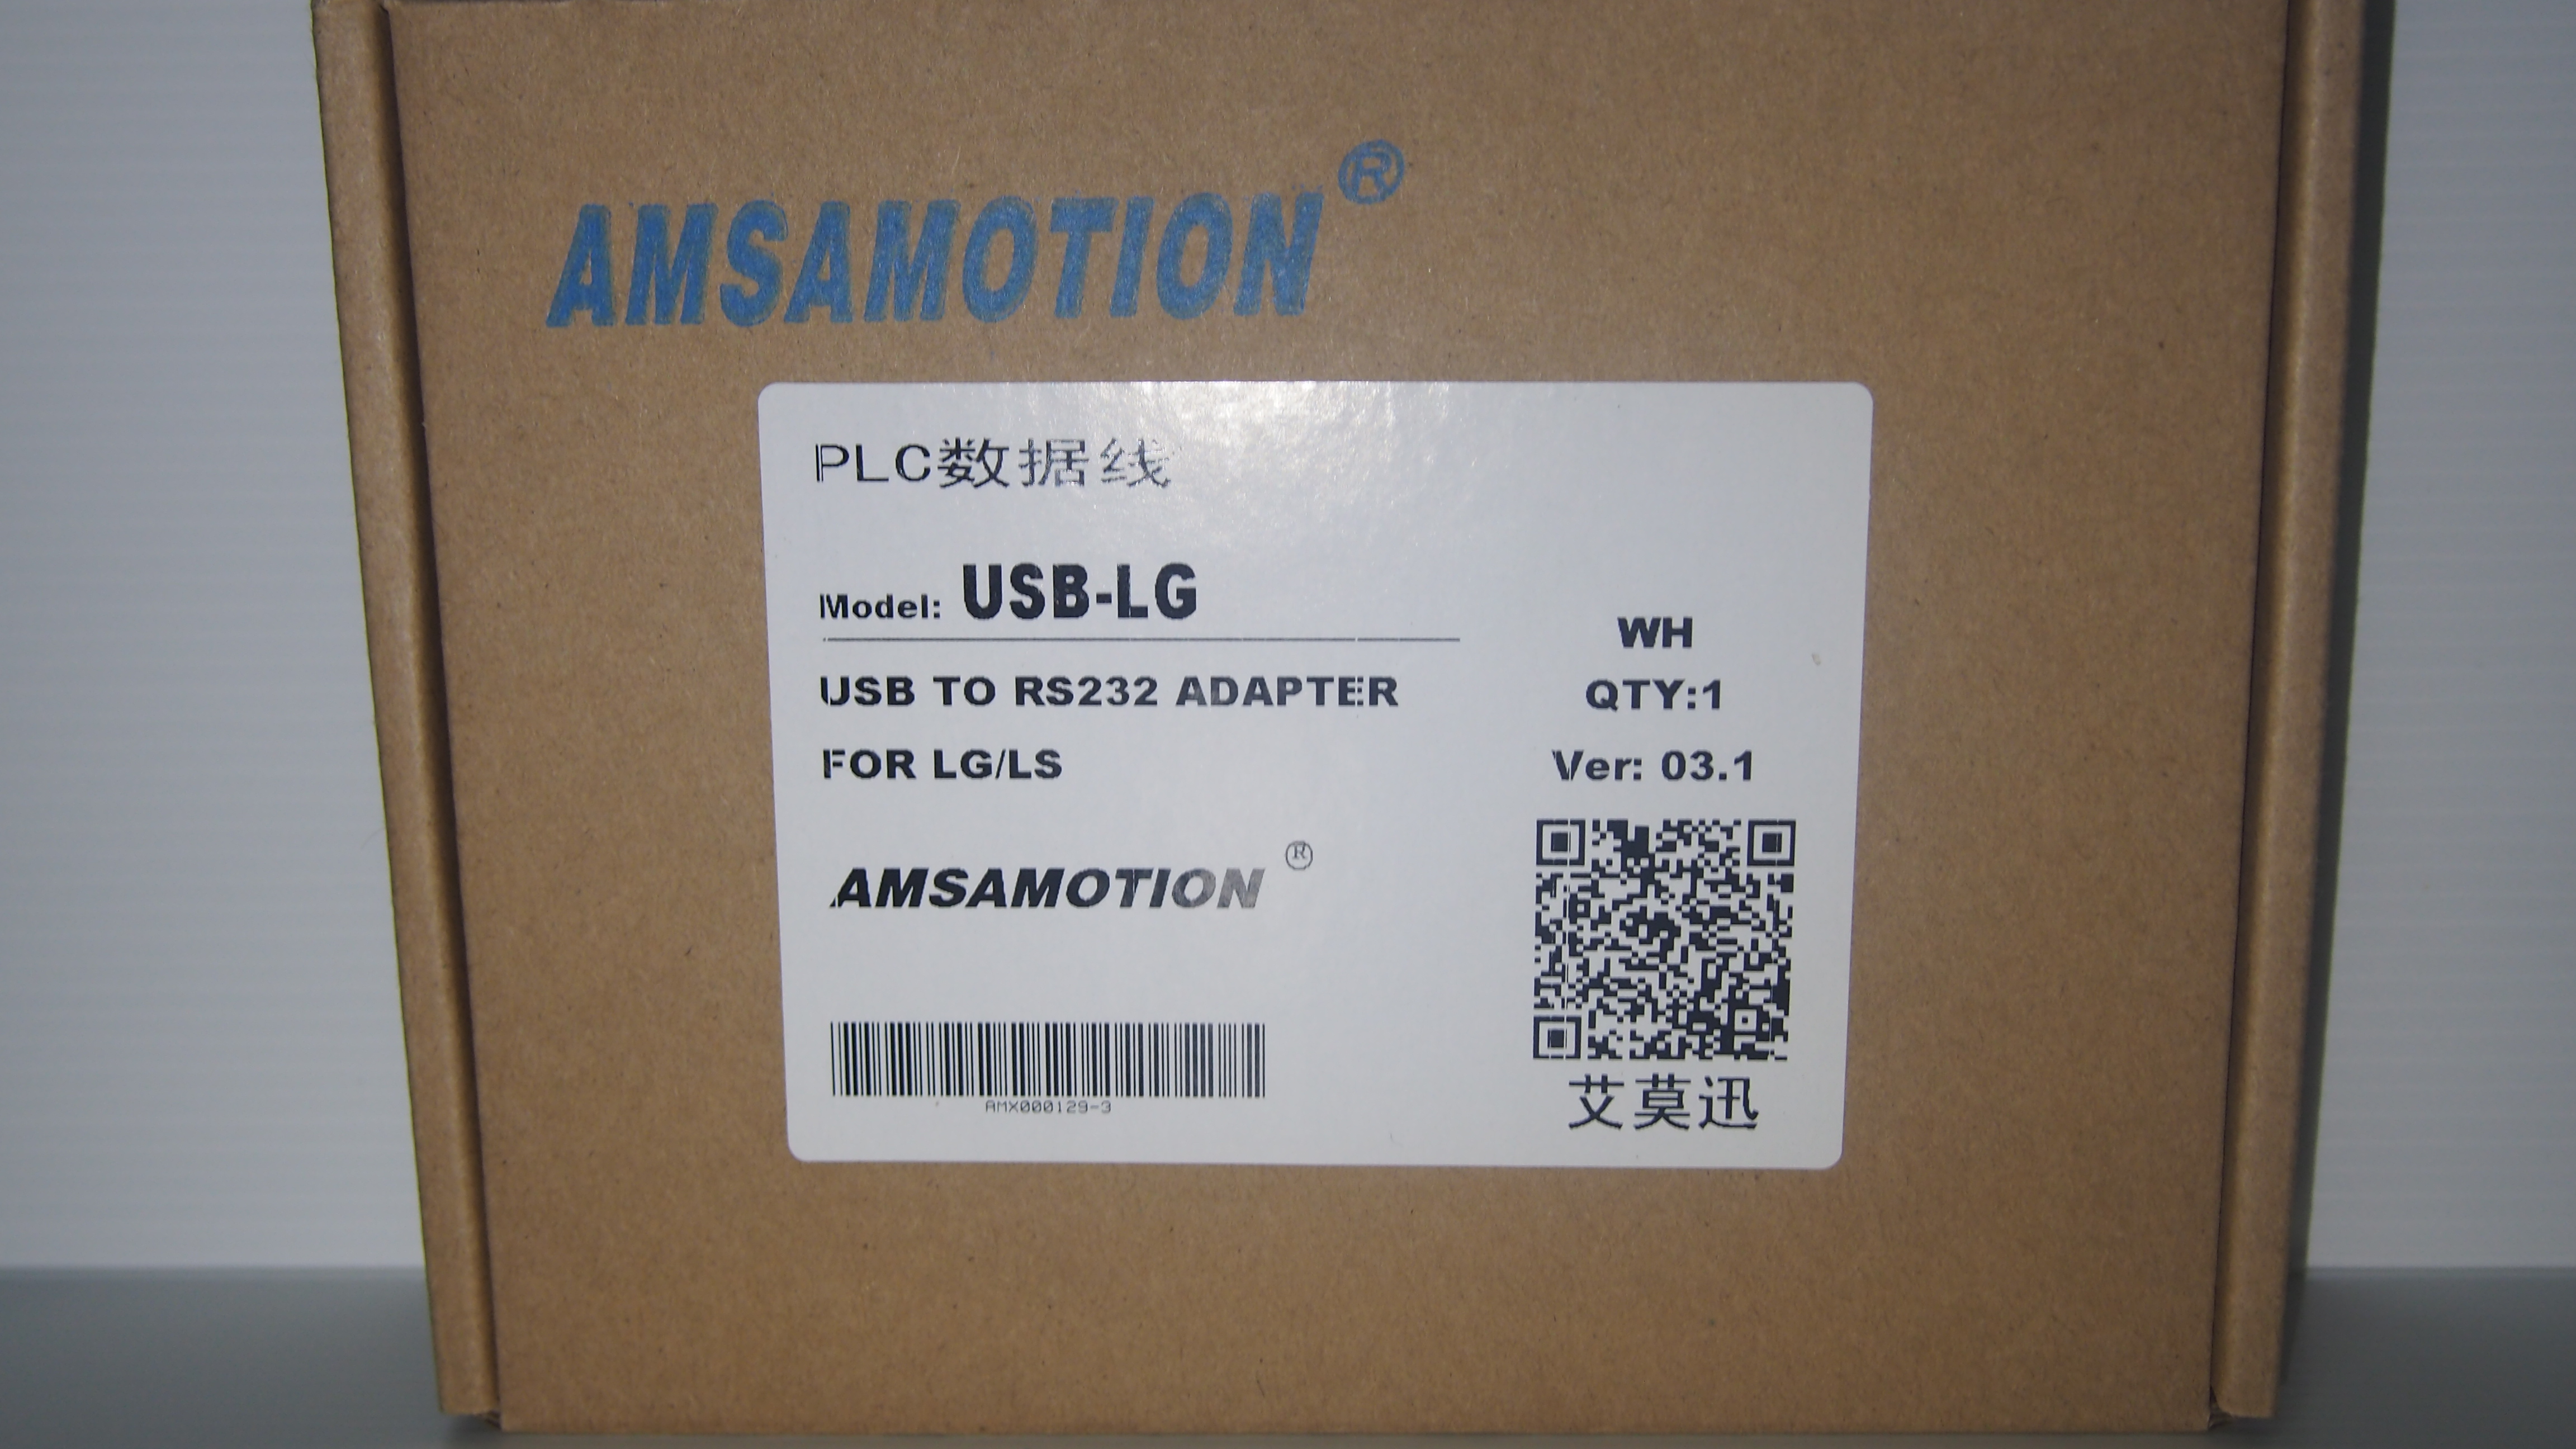 AMSAMOTION®
PLC数据线
Model: USB-LG
USB TO RS232 ADAPTER
FOR LG/LS
WH
QTY:1
Ver: 03.1
AMSAMOTION®
AMX000129-3
艾莫迅